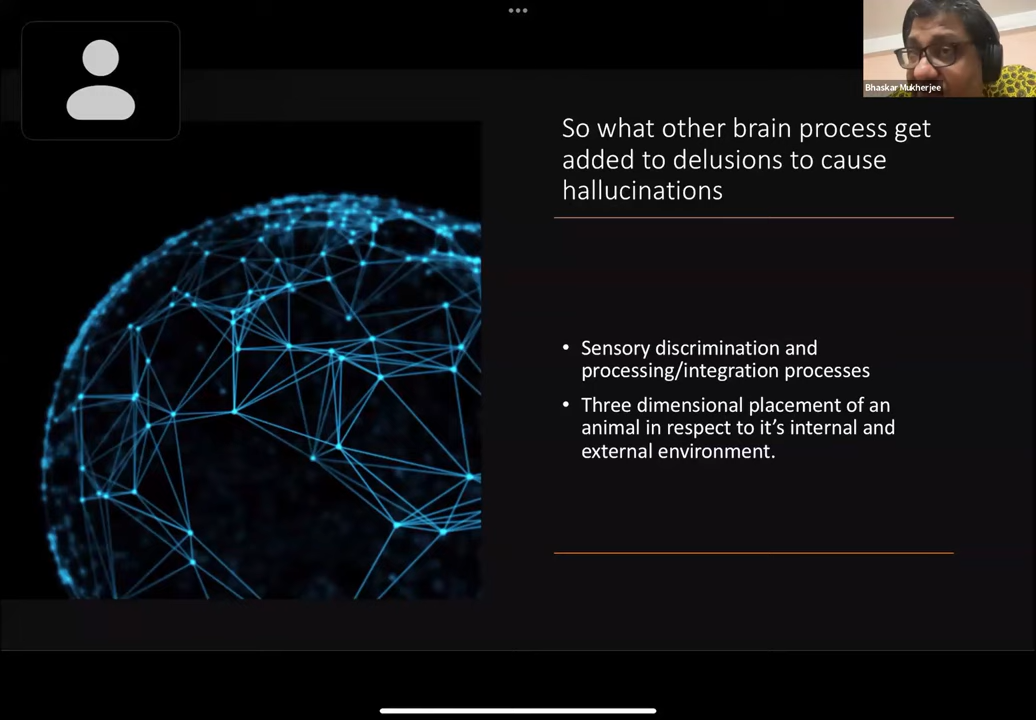 Bhaskar Mukherjee
So what other brain process get
added to delusions to cause
hallucinations
• Sensory discrimination and
processing/integration processes
• Three dimensional placement of an
animal in respect to it's internal and
external environment.